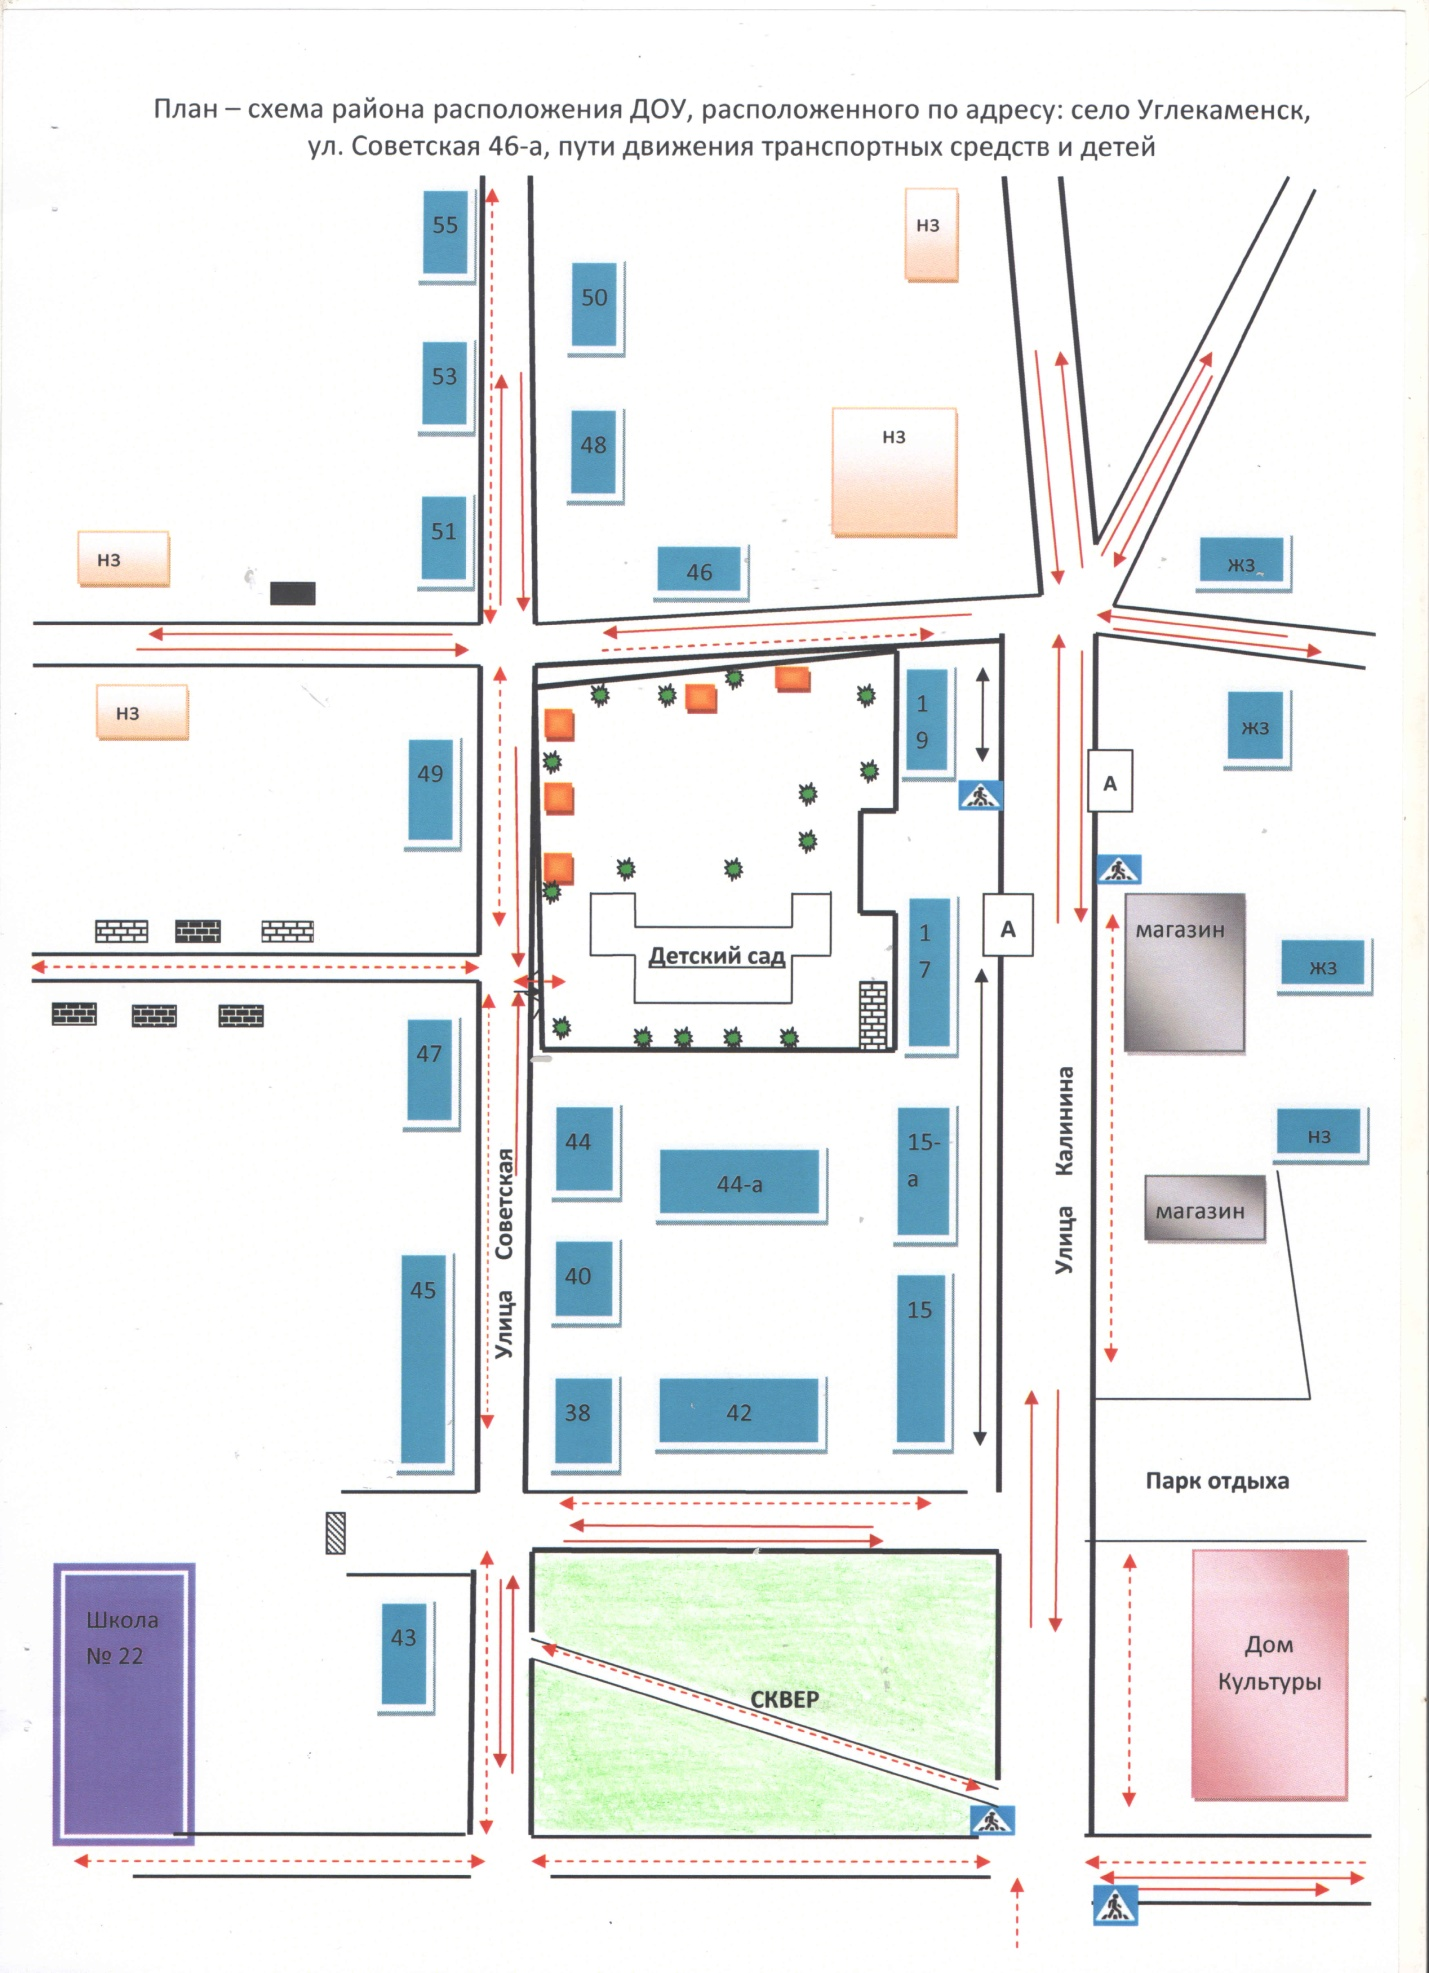 План – схема района расположения ДОУ, расположенного по адресу: село Углекаменск,
ул. Советская 46-а, пути движения транспортных средств и детей
55
нз
50
53
нз
48
51
нз
46
жз
нз
1
9
жз
49
А
1
7
А
магазин
Детский сад
жз
47
Улица Калинина
44
15-
а
нз
44-а
магазин
Улица Советская
40
45
15
38
42
Парк отдыха
Школа
№ 22
43
Дом
Культуры
СКВЕР